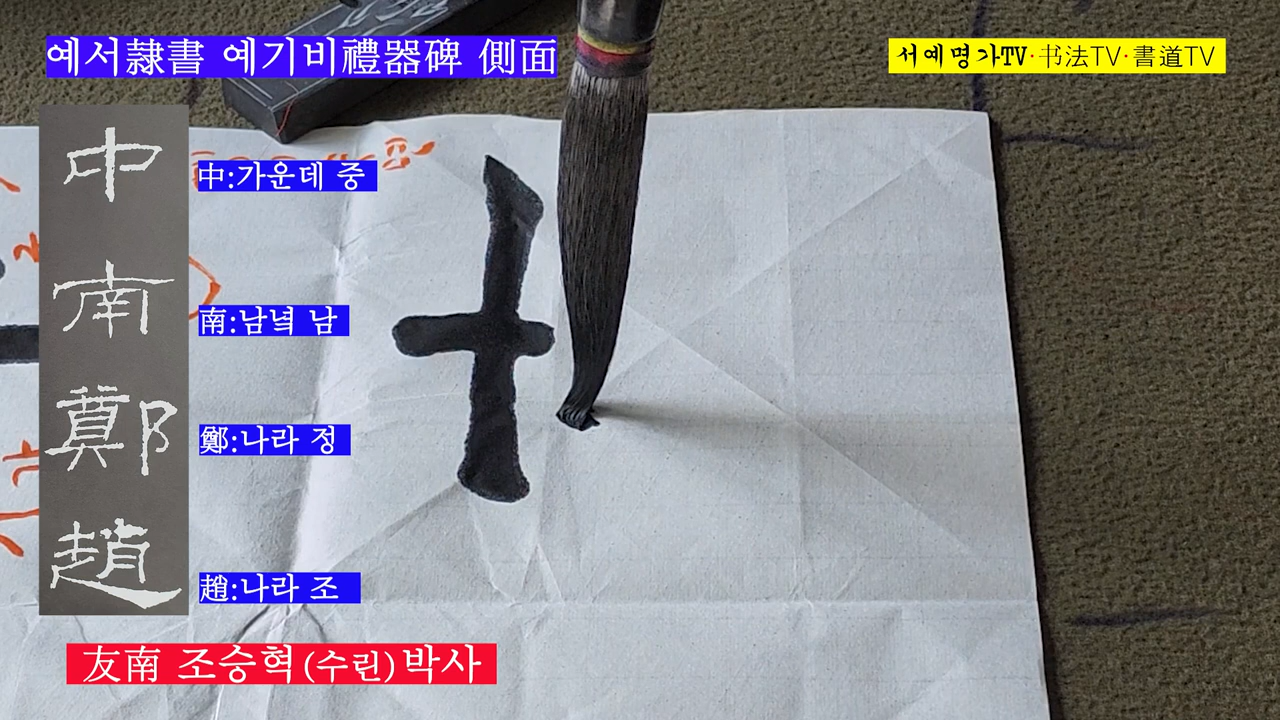 예서隷書 예기비禮器碑 側面
서예명가TV·书法TV·書道TV
中
中:가운데 중
南
南:남녘 남
鄭
鄭:나라 정
趙
趙:나라 조
友南 조승혁(수린)박사